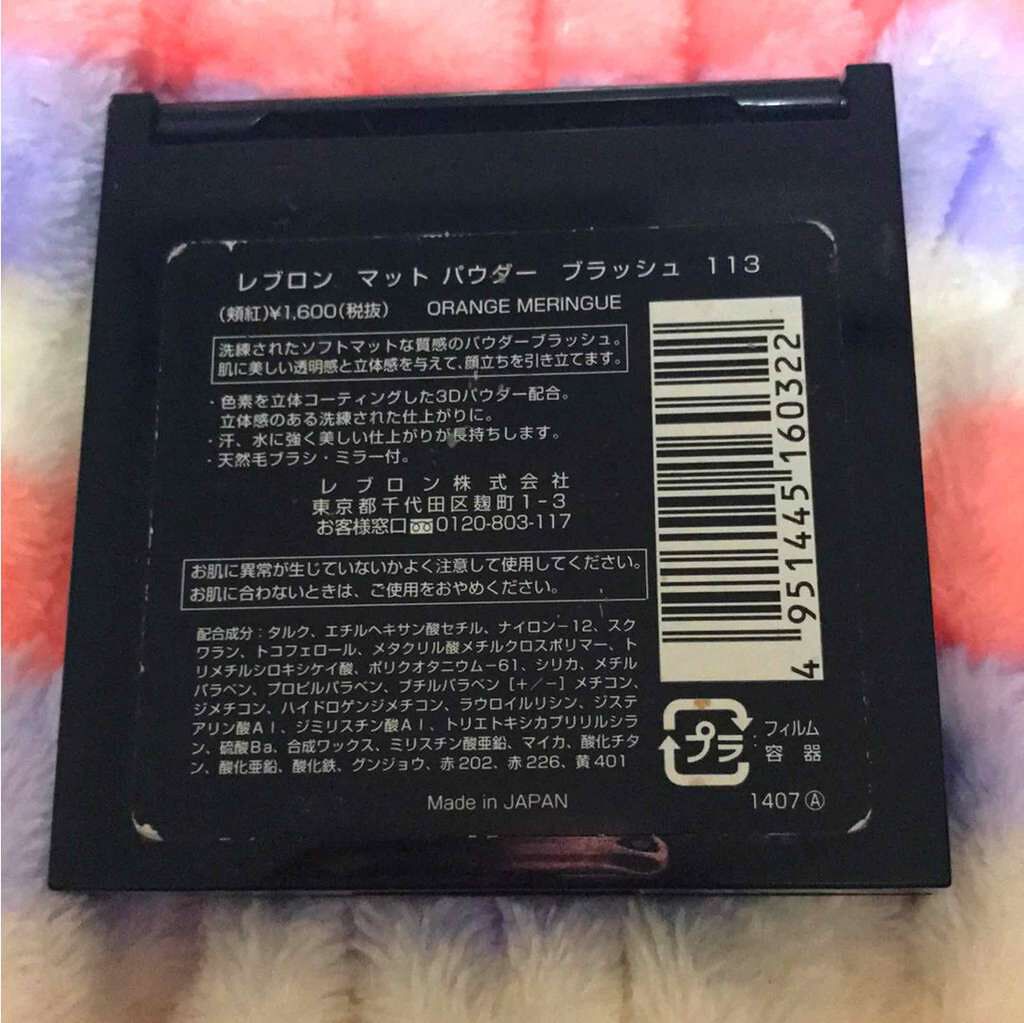 レブロン マット パウダー ブラッシュ 113
(頬紅)¥1,600(税抜) ORANGE MERINGUE
洗練されたソフトマットな質感のパウダーブラッシュ。
肌に美しい透明感と立体感を与えて、顔立ちを引き立てます。
・色素を立体コーティングした3Dパウダー配合。
立体感のある洗練された仕上がりに。
・汗、水に強く美しい仕上がりが長持ちします。
・天然毛ブラシ・ミラー付。
レブロン株式会社
東京都千代田区麹町1-3
お客様窓口 0120-803-117
お肌に異常が生じていないかよく注意して使用してください。
お肌に合わないときは、ご使用をおやめください。
配合成分：タルク、エチルヘキサン酸セチル、ナイロン-12、スク
ワラン、トコフェロール、メタクリル酸メチルクロスポリマー、ト
リメチルシロキシケイ酸、ポリクオタニウム-61、シリカ、メチル
パラベン、プロピルパラベン、ブチルパラベン [+/-] メチコン、
ジメチコン、ハイドロゲンジメチコン、ラウロイルリシン、ジステ
アリン酸Al、ジミリスチン酸Al、トリエトキシカプリリルシラ
ン、硫酸Ba、合成ワックス、ミリスチン酸亜鉛、マイカ、酸化チタ
ン、酸化亜鉛、酸化鉄、グンジョウ、赤202、赤226、黄401
Made in JAPAN
4 951445 160322
プラ
フィルム
容器
1407 Ⓐ